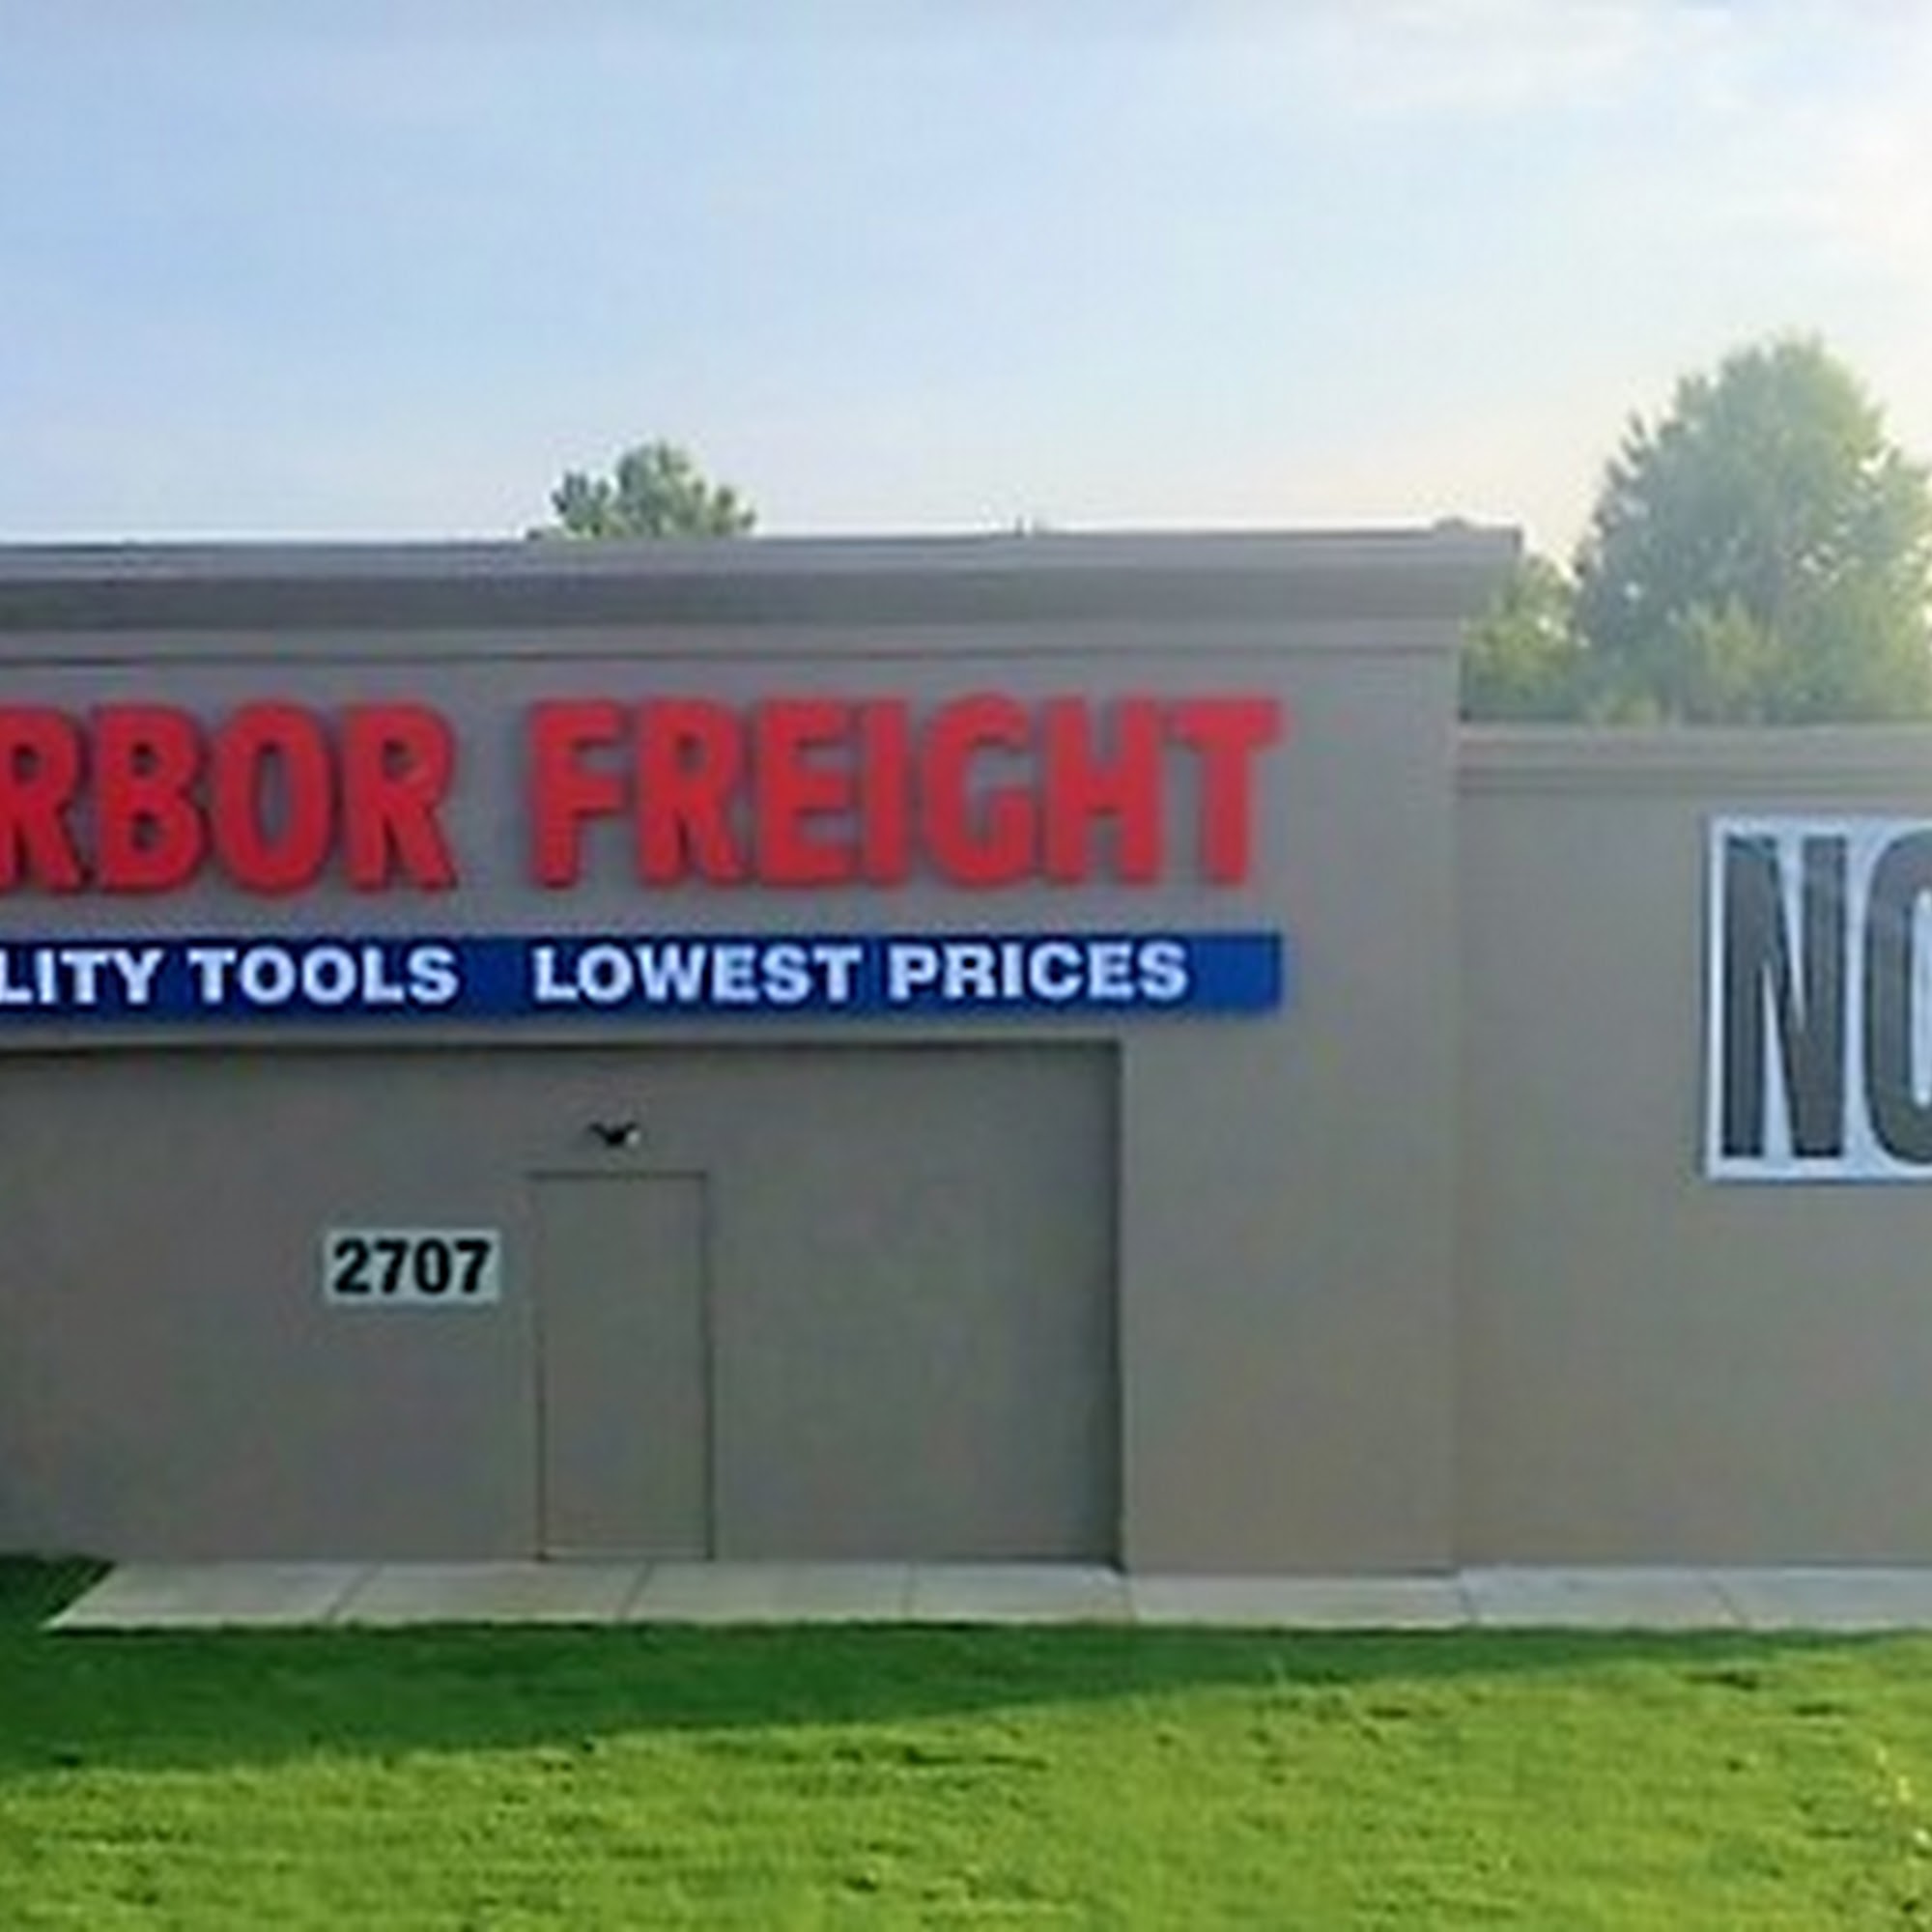 RBOR FREIGHT
LITY TOOLS LOWEST PRICES
2707
NO